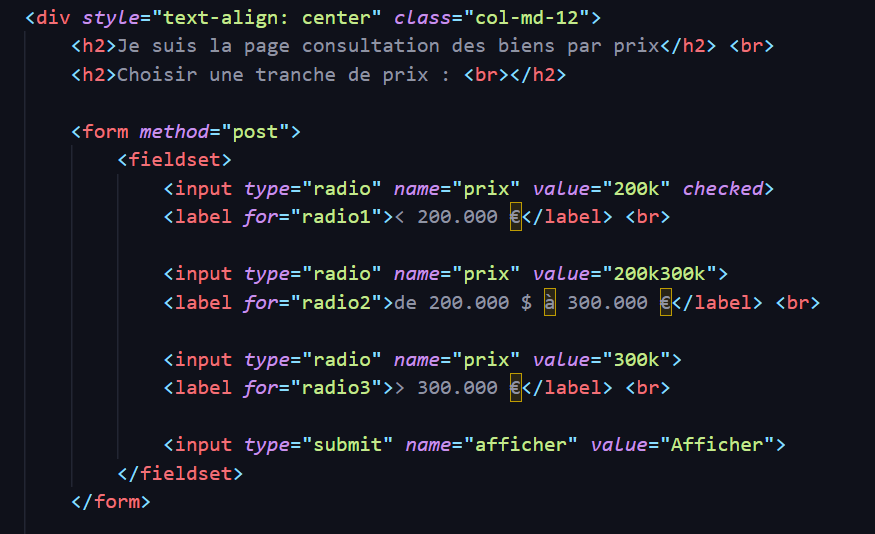 <div style="text-align: center" class="col-md-12">
<h2>Je suis la page consultation des biens par prix</h2> <br>
<h2>Choisir une tranche de prix : <br></h2>
<form method="post">
<fieldset>
<input type="radio" name="prix" value="200k" checked>
<label for="radio1">< 200.000 €</label> <br>
<input type="radio" name="prix" value="200k300k">
<label for="radio2">de 200.000 $ à 300.000 €</label> <br>
<input type="radio" name="prix" value="300k">
<label for="radio3">> 300.000 €</label> <br>
<input type="submit" name="afficher" value="Afficher">
</fieldset>
</form>